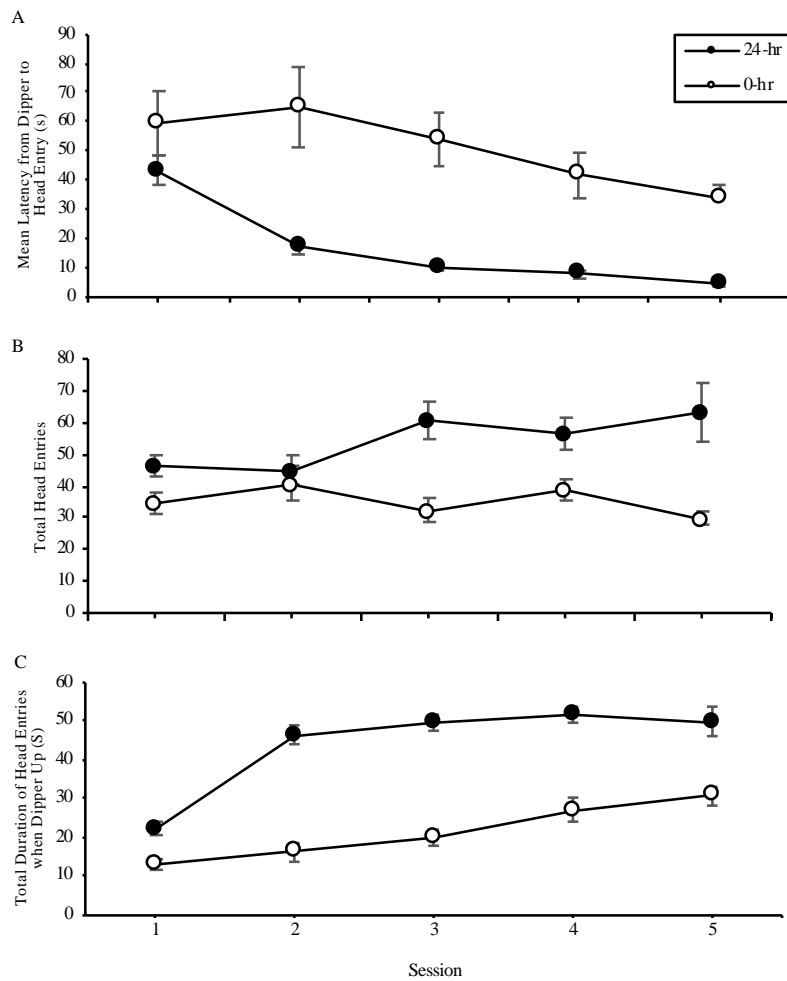 A
90
80
70
60
50
40
30
20
10
0
Mean Latency from Dipper to
Head Entry (s)
24-hr
0-hr
B
80
70
60
50
40
30
20
10
0
Total Head Entries
C
60
50
40
30
20
10
0
Total Duration of Head Entries
when Dipper Up (S)
1 2 3 4 5
Session